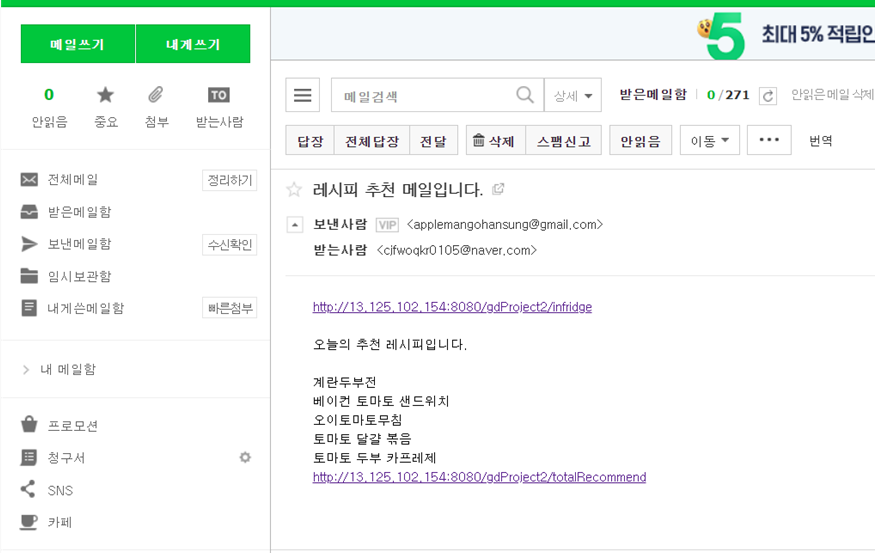 메일쓰기 내게쓰기
5 최대 5% 적립
0 TO
안읽음 중요 첨부 받는사람
메일검색 상세 받은메일함 0/271 안읽은메일 삭제
답장 전체답장 전달 삭제 스팸신고 안읽음 이동 ••• 번역
전체메일 정리하기
받은메일함
보낸메일함 수신확인
임시보관함
내게쓴메일함 빠른첨부
내 메일함
프로모션
청구서
SNS
카페
레시피 추천 메일입니다.
보낸사람 VIP <applemangohansung@gmail.com>
받는사람 <cjfwoqkr0105@naver.com>
http://13.125.102.154:8080/gdProject2/infridge
오늘의 추천 레시피입니다.
계란두부전
베이컨 토마토 샌드위치
오이토마토무침
토마토 달걀 볶음
토마토 두부 카프레제
http://13.125.102.154:8080/gdProject2/totalRecommend